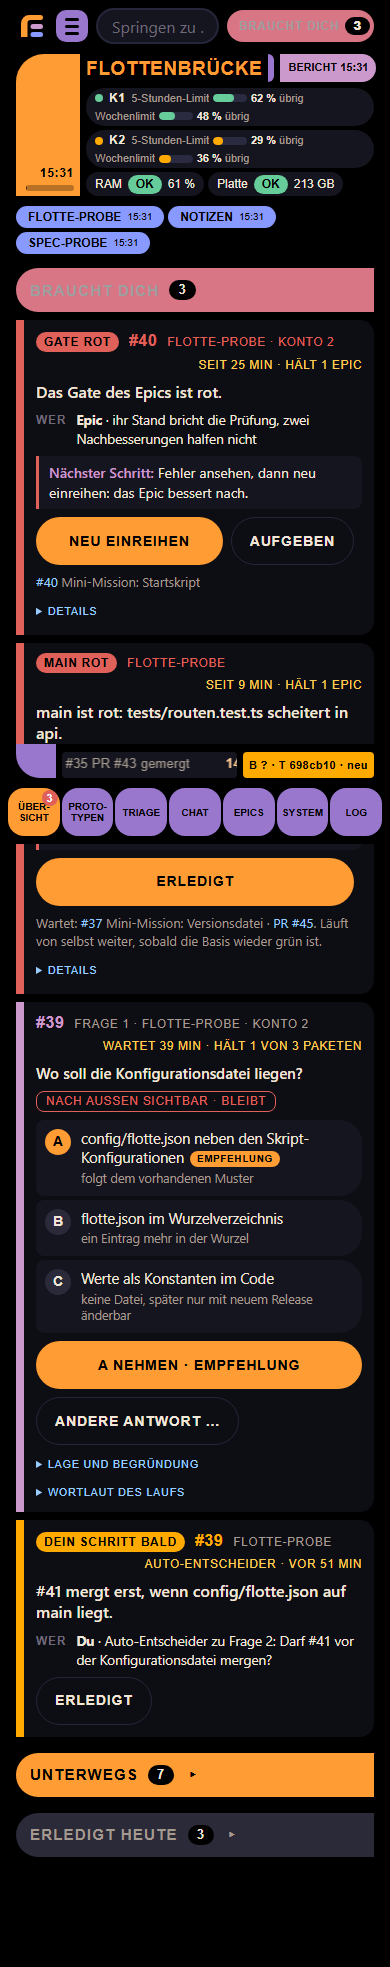 Springen zu .
BRAUCHT DICH 3
FLOTTENBRÜCKE
BERICHT 15:31
K1 5-Stunden-Limit 62 % übrig
Wochenlimit 48 % übrig
K2 5-Stunden-Limit 29 % übrig
Wochenlimit 36 % übrig
15:31
RAM OK 61 % Platte OK 213 GB
FLOTTE-PROBE 15:31 NOTIZEN 15:31
SPEC-PROBE 15:31
BRAUCHT DICH 3
GATE ROT #40 FLOTTE-PROBE · KONTO 2
SEIT 25 MIN · HÄLT 1 EPIC
Das Gate des Epics ist rot.
WER Epic · ihr Stand bricht die Prüfung, zwei
Nachbesserungen halfen nicht
Nächster Schritt: Fehler ansehen, dann neu
einreihen: das Epic bessert nach.
NEU EINREIHEN AUFGEBEN
#40 Mini-Mission: Startskript
DETAILS
MAIN ROT FLOTTE-PROBE
SEIT 9 MIN · HÄLT 1 EPIC
main ist rot: tests/routen.test.ts scheitert in
api.
#35 PR #43 gemergt 14
B ? · T 698cb10 · neu
ÜBER-
SICHT
3
PROTO-
TYPEN
TRIAGE
CHAT
EPICS
SYSTEM
LOG
ERLEDIGT
Wartet: #37 Mini-Mission: Versionsdatei · PR #45. Läuft
von selbst weiter, sobald die Basis wieder grün ist.
DETAILS
#39 FRAGE 1 · FLOTTE-PROBE · KONTO 2
WARTET 39 MIN · HÄLT 1 VON 3 PAKETEN
Wo soll die Konfigurationsdatei liegen?
NACH AUSSEN SICHTBAR · BLEIBT
A config/flotte.json neben den Skript-
Konfigurationen EMPFEHLUNG
folgt dem vorhandenen Muster
B flotte.json im Wurzelverzeichnis
ein Eintrag mehr in der Wurzel
C Werte als Konstanten im Code
keine Datei, später nur mit neuem Release
änderbar
A NEHMEN · EMPFEHLUNG
ANDERE ANTWORT ...
LAGE UND BEGRÜNDUNG
WORTLAUT DES LAUFS
DEIN SCHRITT BALD #39 FLOTTE-PROBE
AUTO-ENTSCHEIDER · VOR 51 MIN
#41 mergt erst, wenn config/flotte.json auf
main liegt.
WER Du · Auto-Entscheider zu Frage 2: Darf #41 vor
der Konfigurationsdatei mergen?
ERLEDIGT
UNTERWEGS 7
ERLEDIGT HEUTE 3